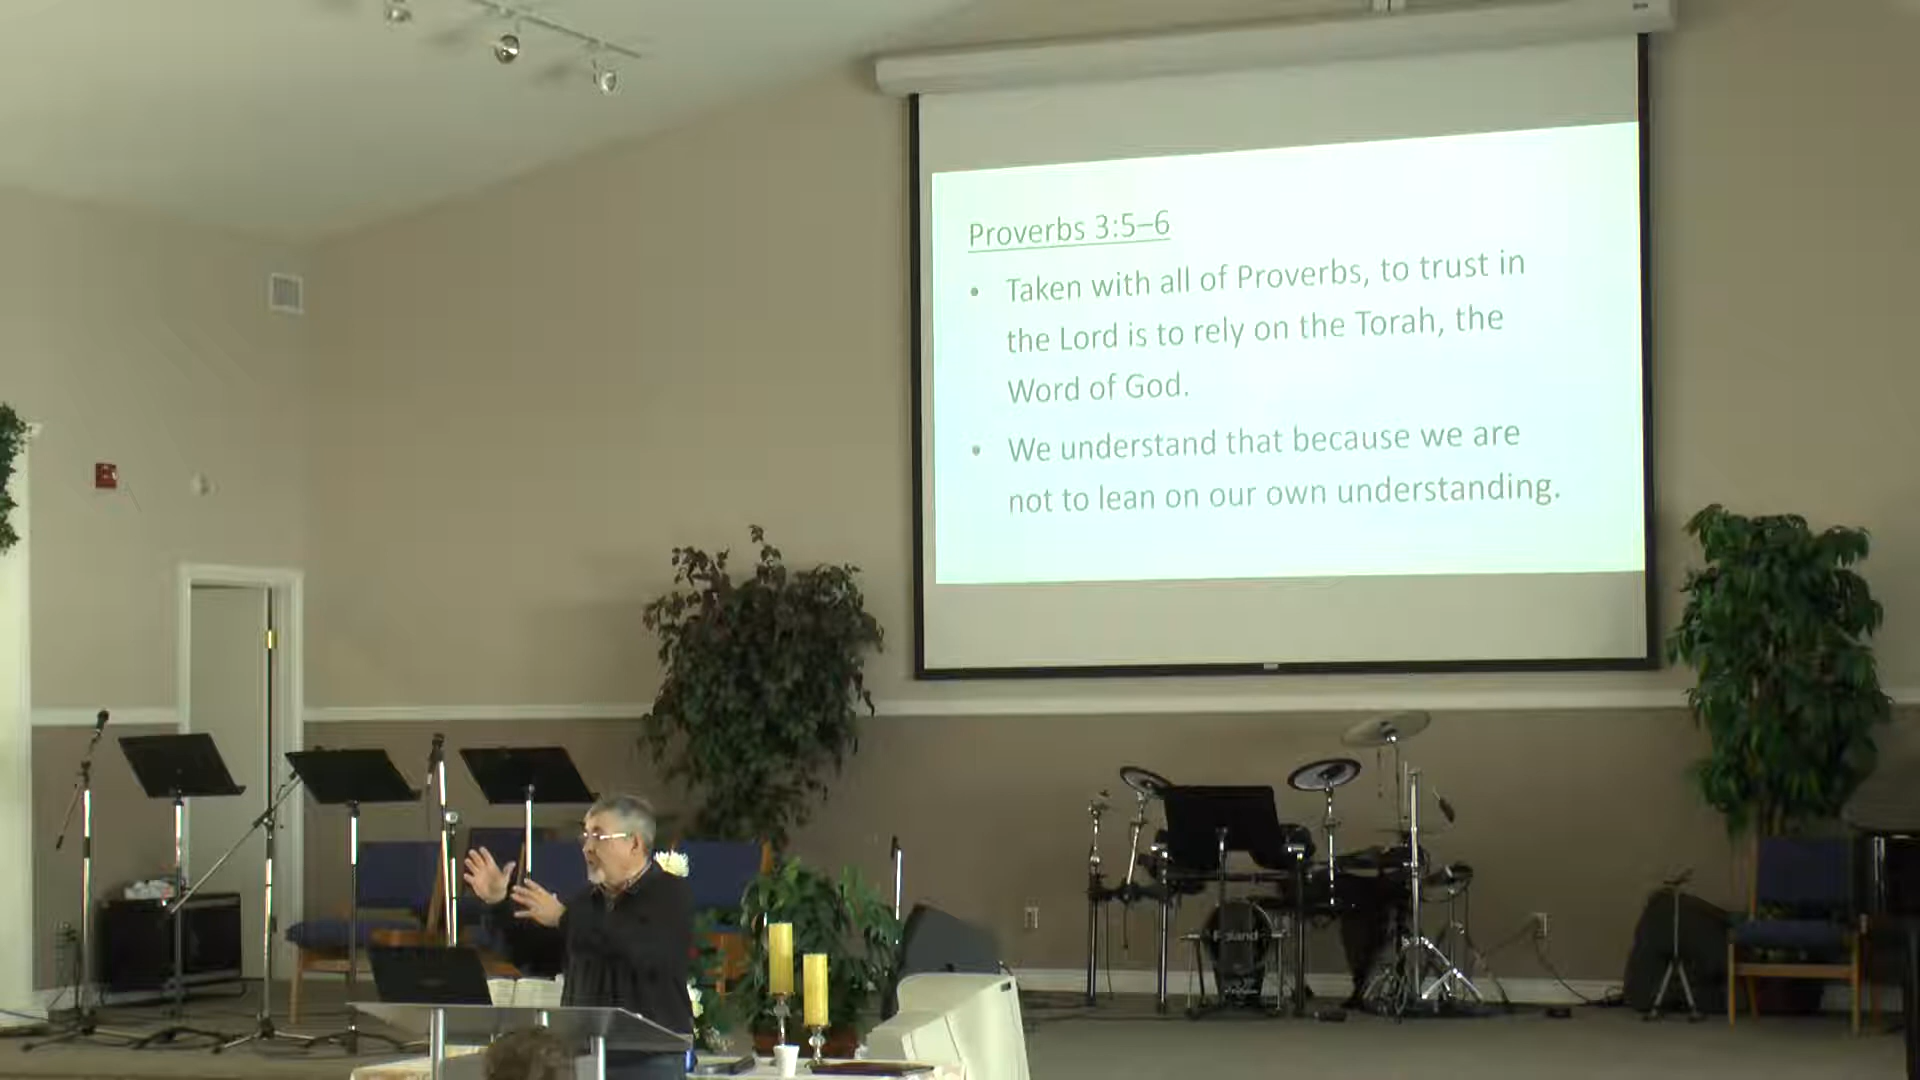 Proverbs 3:5–6
• Taken with all of Proverbs, to trust in
the Lord is to rely on the Torah, the
Word of God.
• We understand that because we are
not to lean on our own understanding.
Roland